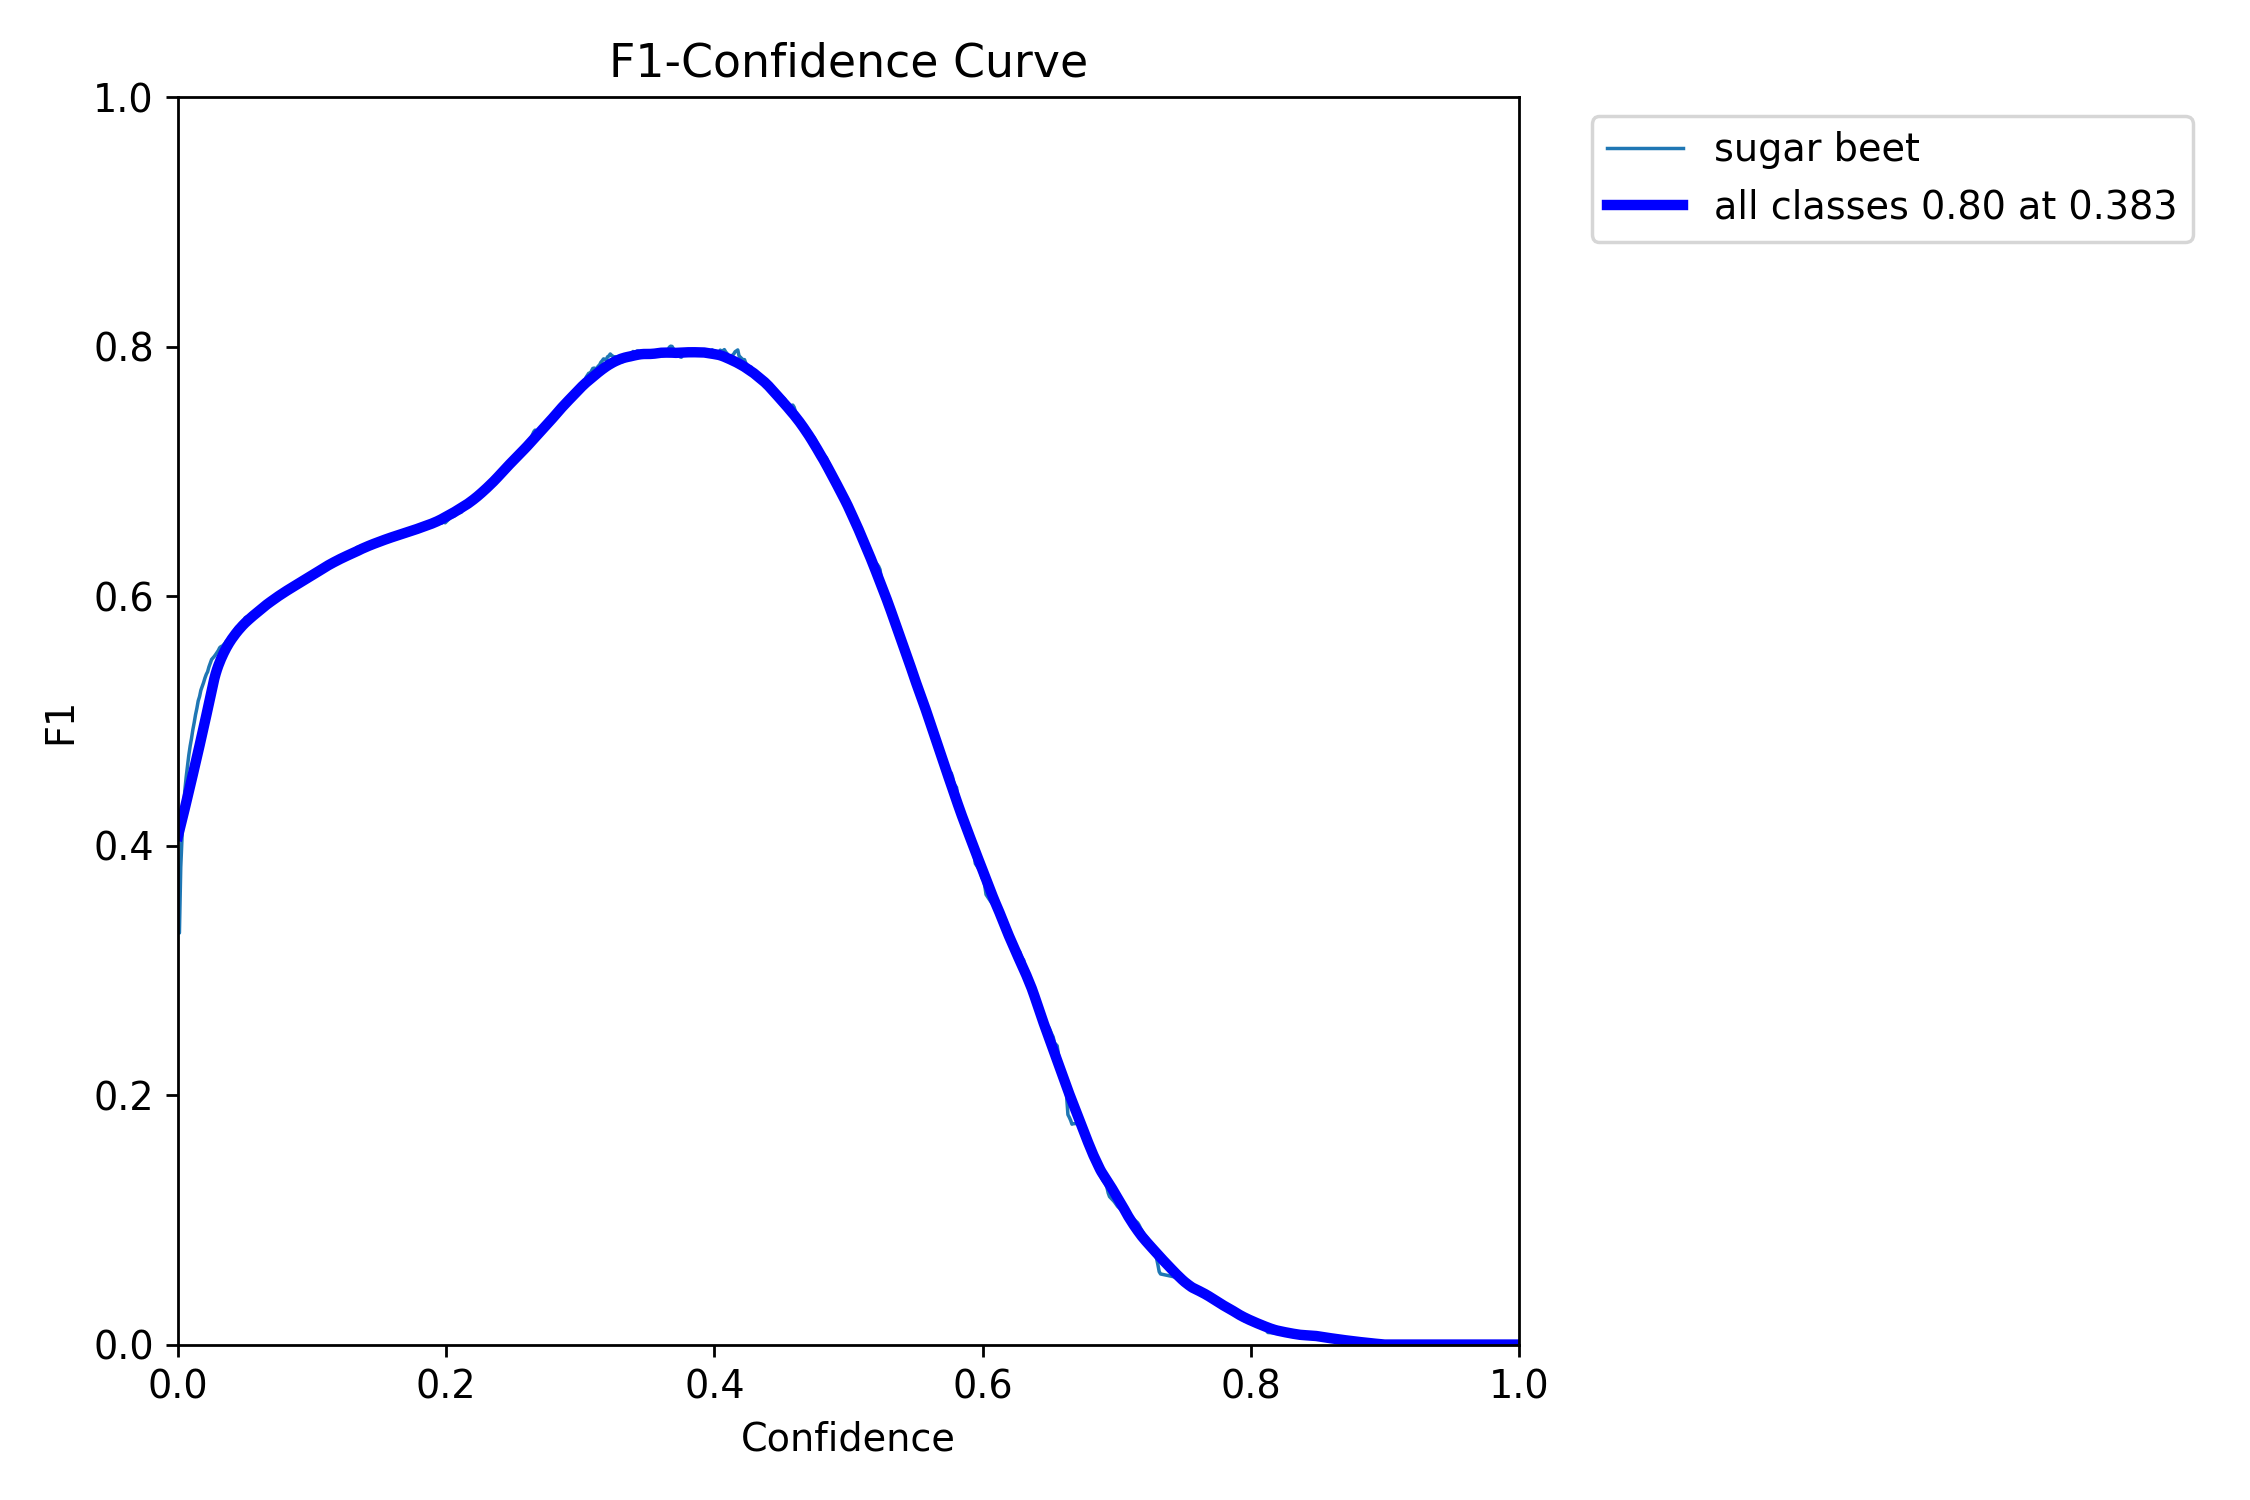 F1-Confidence Curve
1.0
0.8
0.6
0.4
0.2
0.0
F1
0.0 0.2 0.4 0.6 0.8 1.0
Confidence
sugar beet
all classes 0.80 at 0.383